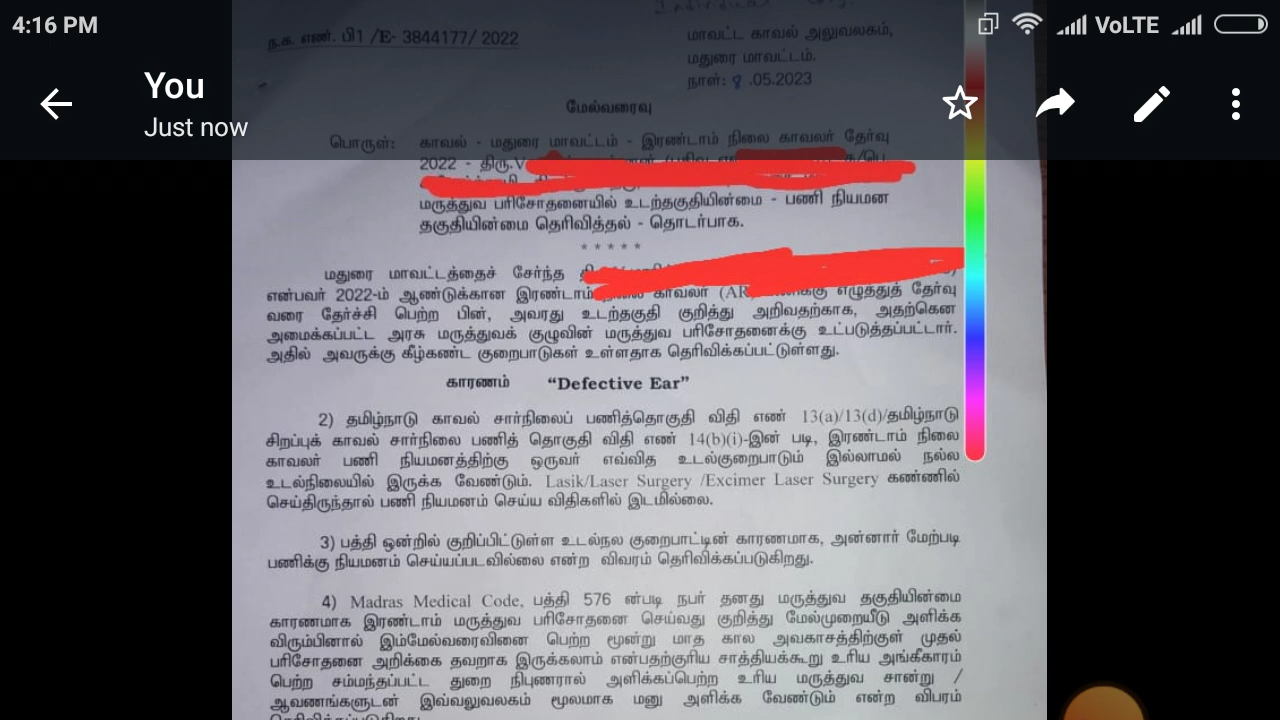 4:16 PM
VoLTE
You
Just now
ந.க. எண். பி1 /E- 3844177/ 2022
மாவட்ட காவல் அலுவலகம்,
மதுரை மாவட்டம்.
நாள்: 8 .05.2023
மேல்வரைவு
பொருள்: காவல் - மதுரை மாவட்டம் - இரண்டாம் நிலை காவலர் தேர்வு
2022 - திரு.V
மருத்துவ பரிசோதனையில் உடற்தகுதியின்மை - பணி நியமன
தகுதியின்மை தெரிவித்தல் - தொடர்பாக.
* * * * *
மதுரை மாவட்டத்தைச் சேர்ந்த
என்பவர் 2022-ம் ஆண்டுக்கான இரண்டாம் நிலை காவலர் (AR) பணிக்கு எழுத்துத் தேர்வு
வரை தேர்ச்சி பெற்ற பின், அவரது உடற்தகுதி குறித்து அறிவதற்காக, அதற்கென
அமைக்கப்பட்ட அரசு மருத்துவக் குழுவின் மருத்துவ பரிசோதனைக்கு உட்படுத்தப்பட்டார்.
அதில் அவருக்கு கீழ்கண்ட குறைபாடுகள் உள்ளதாக தெரிவிக்கப்பட்டுள்ளது.
காரணம் “Defective Ear”
2) தமிழ்நாடு காவல் சார்நிலைப் பணித்தொகுதி விதி எண் 13(a)/13(d)/தமிழ்நாடு
சிறப்புக் காவல் சார்நிலை பணித் தொகுதி விதி எண் 14(b)(i)-இன் படி, இரண்டாம் நிலை
காவலர் பணி நியமனத்திற்கு ஒருவர் எவ்வித உடல்குறைபாடும் இல்லாமல் நல்ல
உடல்நிலையில் இருக்க வேண்டும். Lasik/Laser Surgery /Excimer Laser Surgery கண்ணில்
செய்திருந்தால் பணி நியமனம் செய்ய விதிகளில் இடமில்லை.
3) பத்தி ஒன்றில் குறிப்பிட்டுள்ள உடல்நல குறைபாட்டின் காரணமாக, அன்னார் மேற்படி
பணிக்கு நியமனம் செய்யப்படவில்லை என்ற விவரம் தெரிவிக்கப்படுகிறது.
4) Madras Medical Code, பத்தி 576 ன்படி நபர் தனது மருத்துவ தகுதியின்மை
காரணமாக இரண்டாம் மருத்துவ பரிசோதனை செய்வது குறித்து மேல்முறையீடு அளிக்க
விரும்பினால் இம்மேல்வரைவினை பெற்ற மூன்று மாத கால அவகாசத்திற்குள் முதல்
பரிசோதனை அறிக்கை தவறாக இருக்கலாம் என்பதற்குரிய சாத்தியக்கூறு உரிய அங்கீகாரம்
பெற்ற சம்மந்தப்பட்ட துறை நிபுணரால் அளிக்கப்பெற்ற உரிய மருத்துவ சான்று /
ஆவணங்களுடன் இவ்வலுவலகம் மூலமாக மனு அளிக்க வேண்டும் என்ற விபரம்